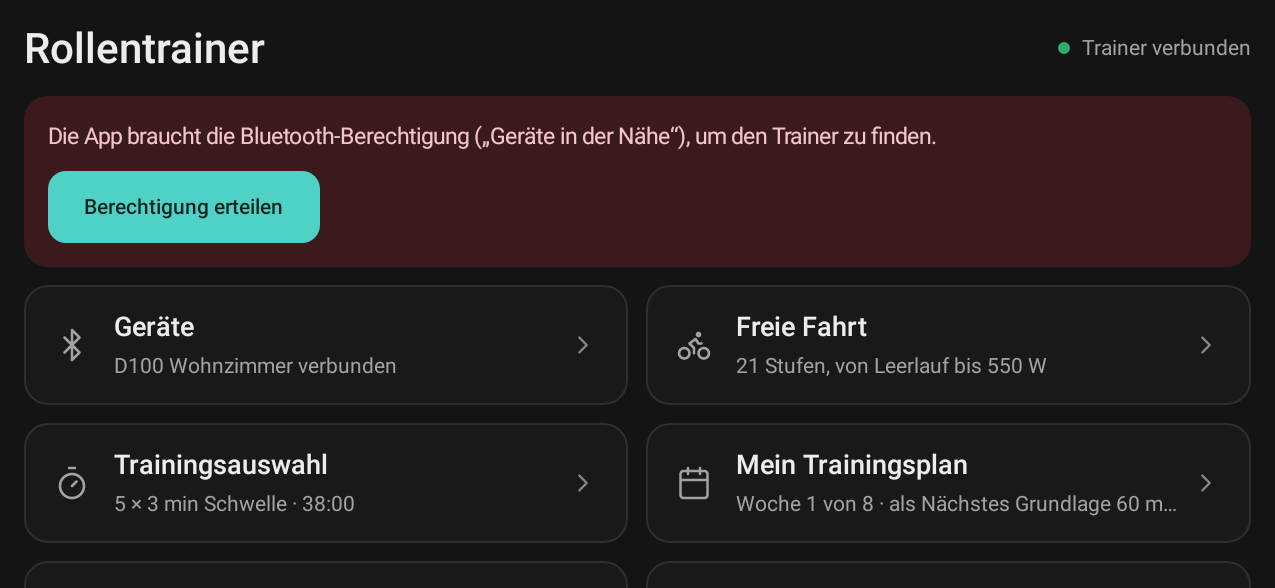 Rollentrainer
Trainer verbunden
Die App braucht die Bluetooth-Berechtigung („Geräte in der Nähe“), um den Trainer zu finden.
Berechtigung erteilen
Geräte
D100 Wohnzimmer verbunden
Freie Fahrt
21 Stufen, von Leerlauf bis 550 W
Trainingsauswahl
5 × 3 min Schwelle · 38:00
Mein Trainingsplan
Woche 1 von 8 · als Nächstes Grundlage 60 m…